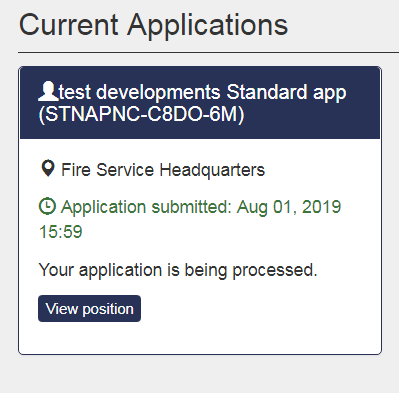 Current Applications
test developments Standard app
(STNAPNC-C8DO-6M)
Fire Service Headquarters
Application submitted: Aug 01, 2019
15:59
Your application is being processed.
View position